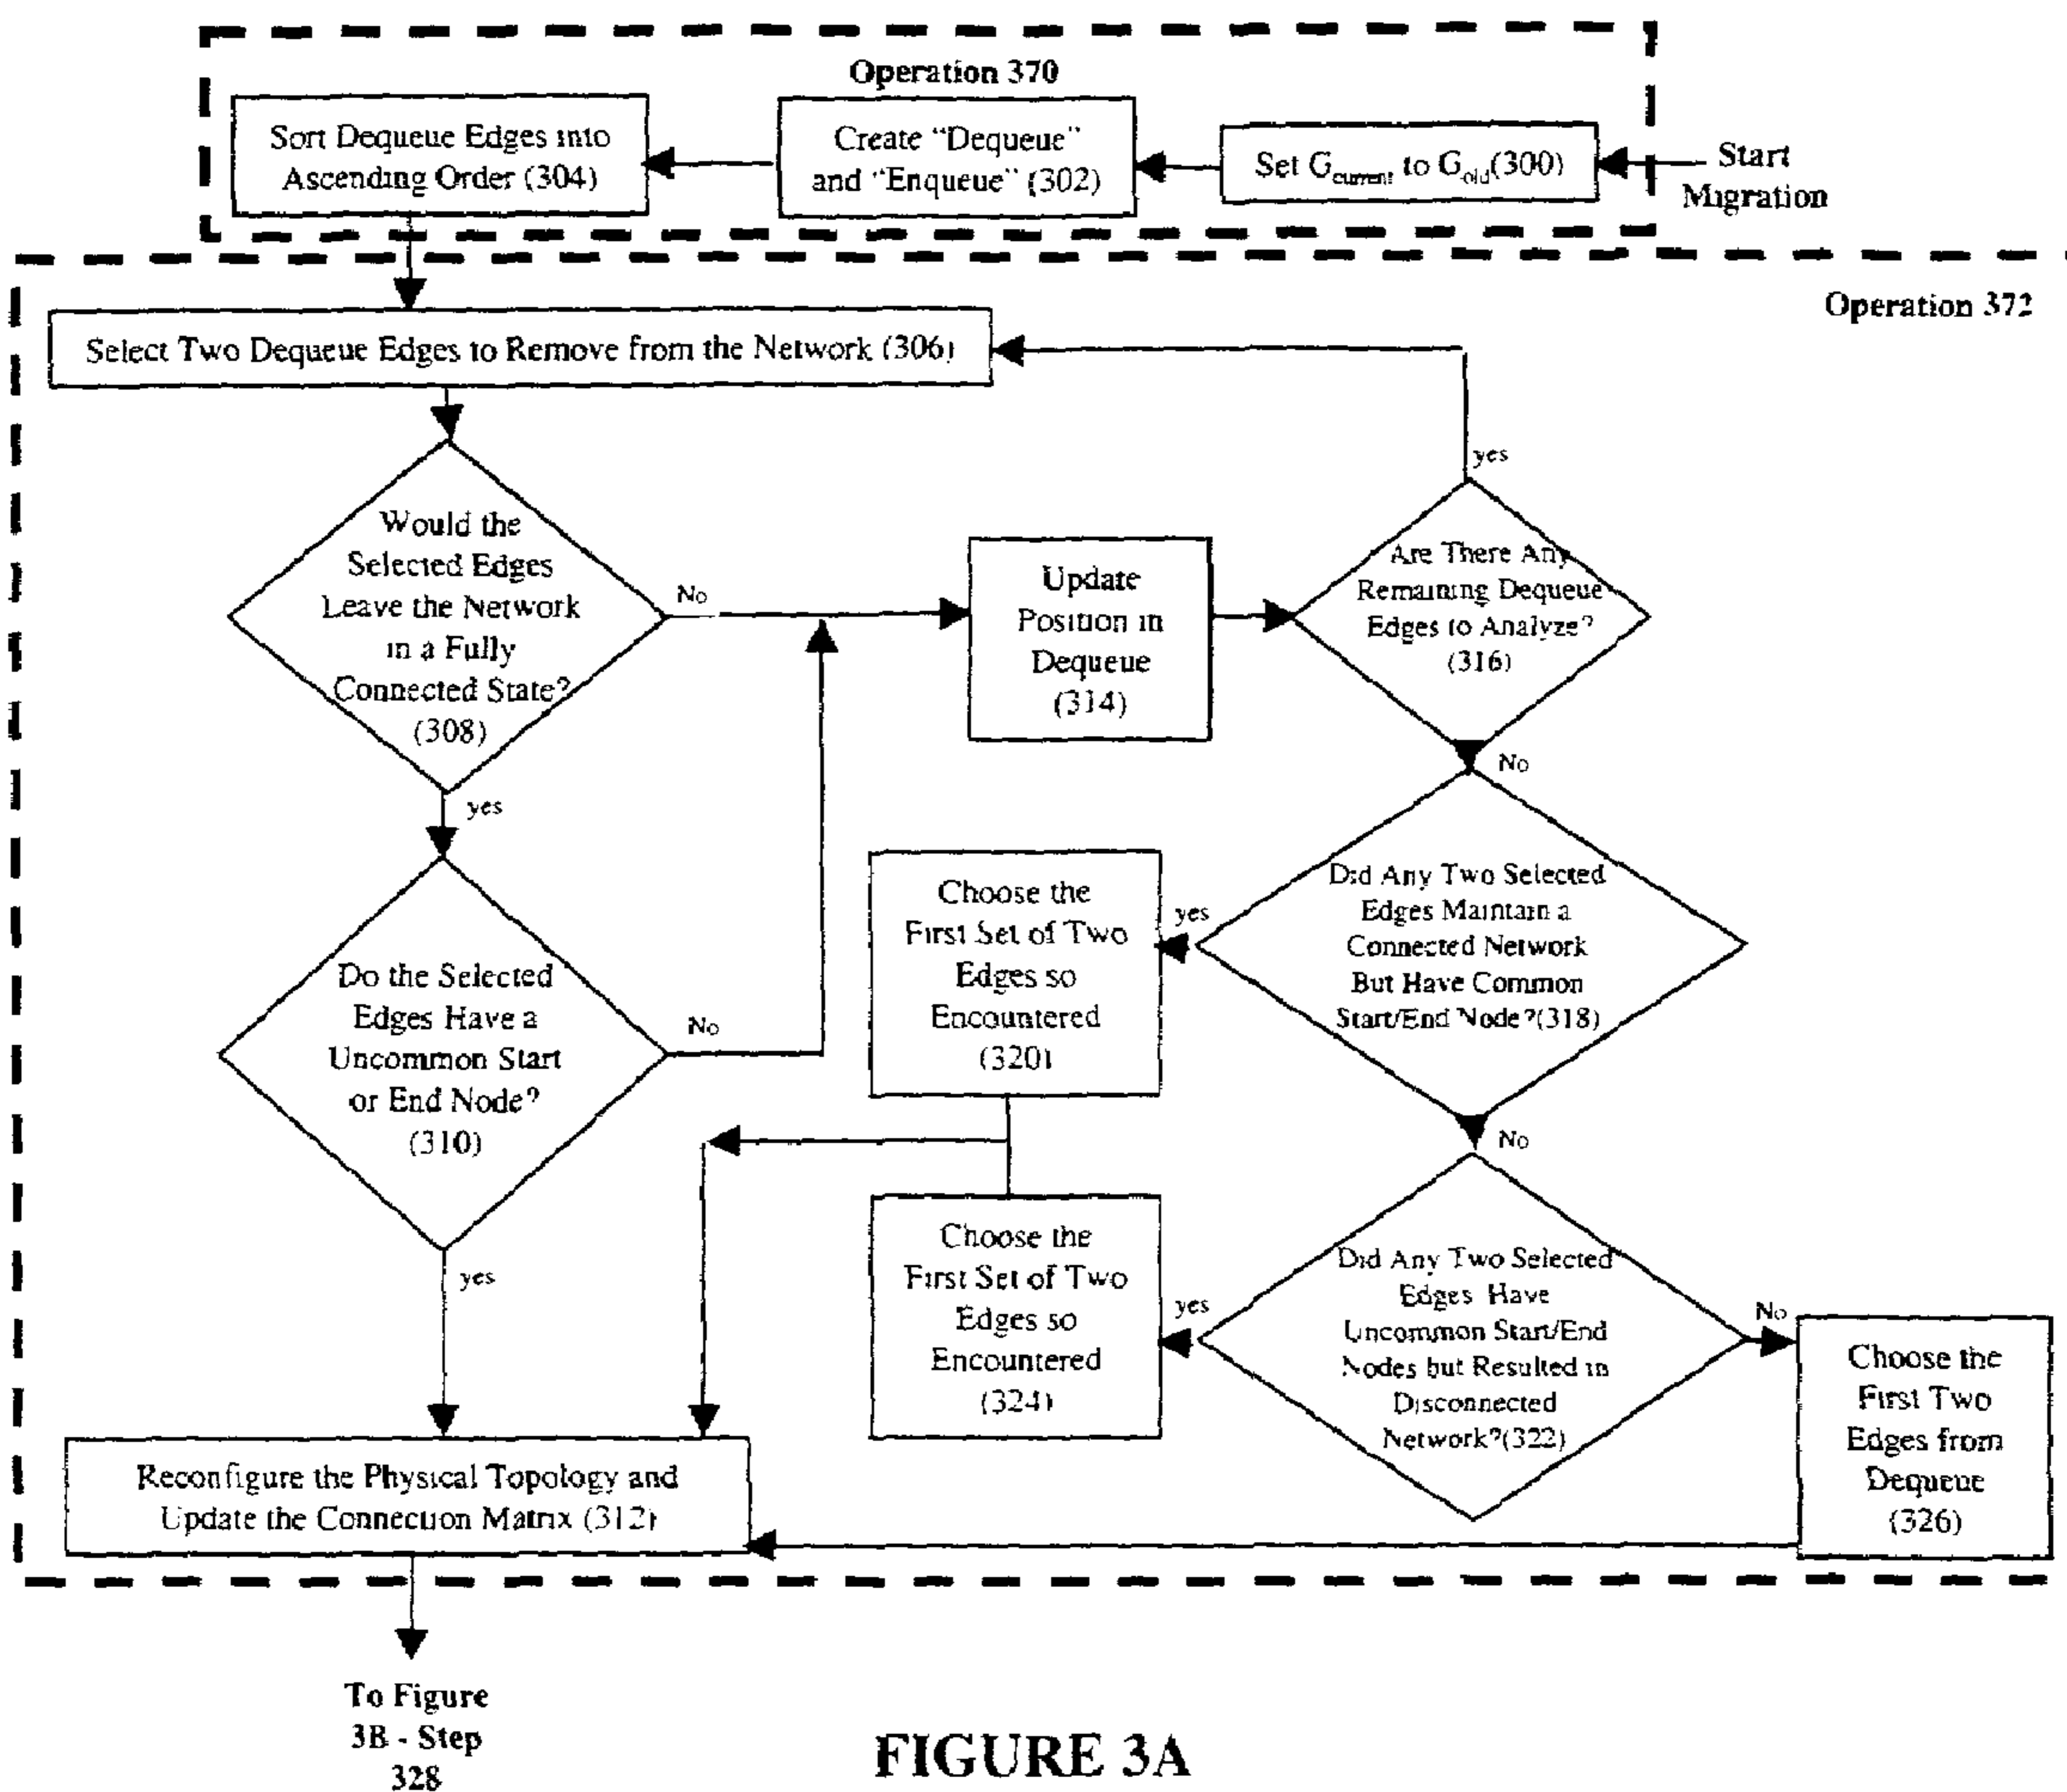 Operation 370
Sort Dequeue Edges into
Ascending Order (304)
Create "Dequeue"
and "Enqueue" (302)
Set Gcurrent to Gold(300)
Start
Migration
Operation 372
Select Two Dequeue Edges to Remove from the Network (306)
yes
Would the
Selected Edges
Leave the Network
in a Fully
Connected State?
(308)
No
Update
Position in
Dequeue
(314)
Are There Any
Remaining Dequeue
Edges to Analyze?
(316)
No
yes
Do the Selected
Edges Have a
Uncommon Start
or End Node?
(310)
No
Choose the
First Set of Two
Edges so
Encountered
(320)
yes
Did Any Two Selected
Edges Maintain a
Connected Network
But Have Common
Start/End Node?(318)
No
yes
Choose the
First Set of Two
Edges so
Encountered
(324)
yes
Did Any Two Selected
Edges Have
Uncommon Start/End
Nodes but Resulted in
Disconnected
Network?(322)
No
Choose the
First Two
Edges from
Dequeue
(326)
Reconfigure the Physical Topology and
Update the Connection Matrix (312)
To Figure
3B - Step
328
FIGURE 3A